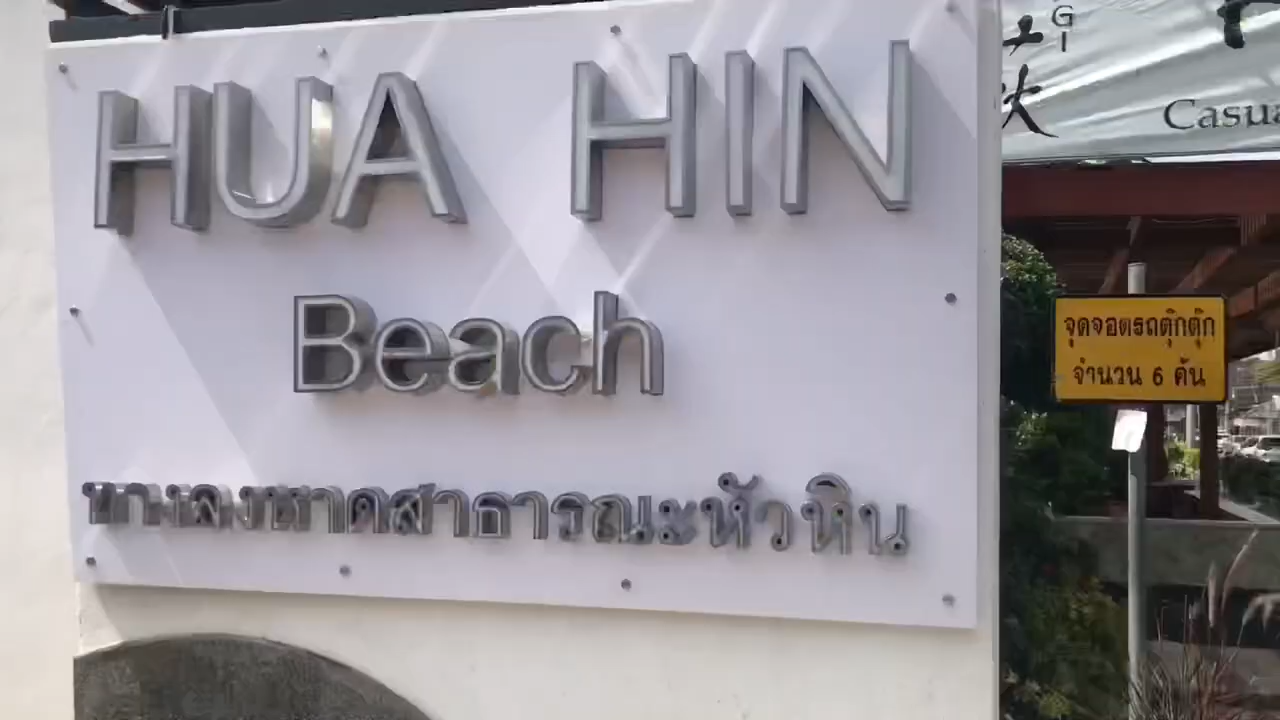 HUA HIN
Beach
ทางลงชาดสาธารณะหัวหิน
GI
Casua
จุดจอดรถตุ๊กตุ๊ก
จำนวน 6 คัน